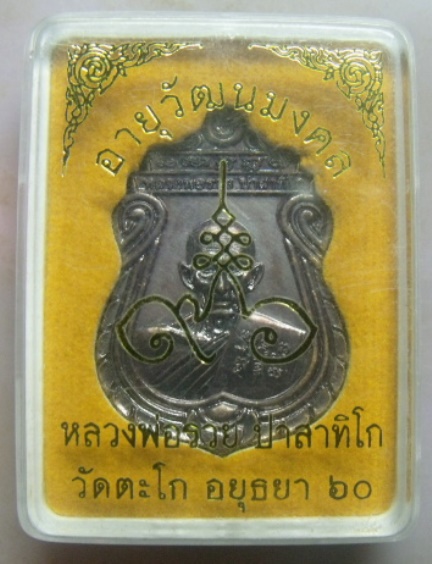 อายุวัฒนมงคล
หลวงพ่อรวย ปาสาทิโก
วัดตะโก อยุธยา ๖๐